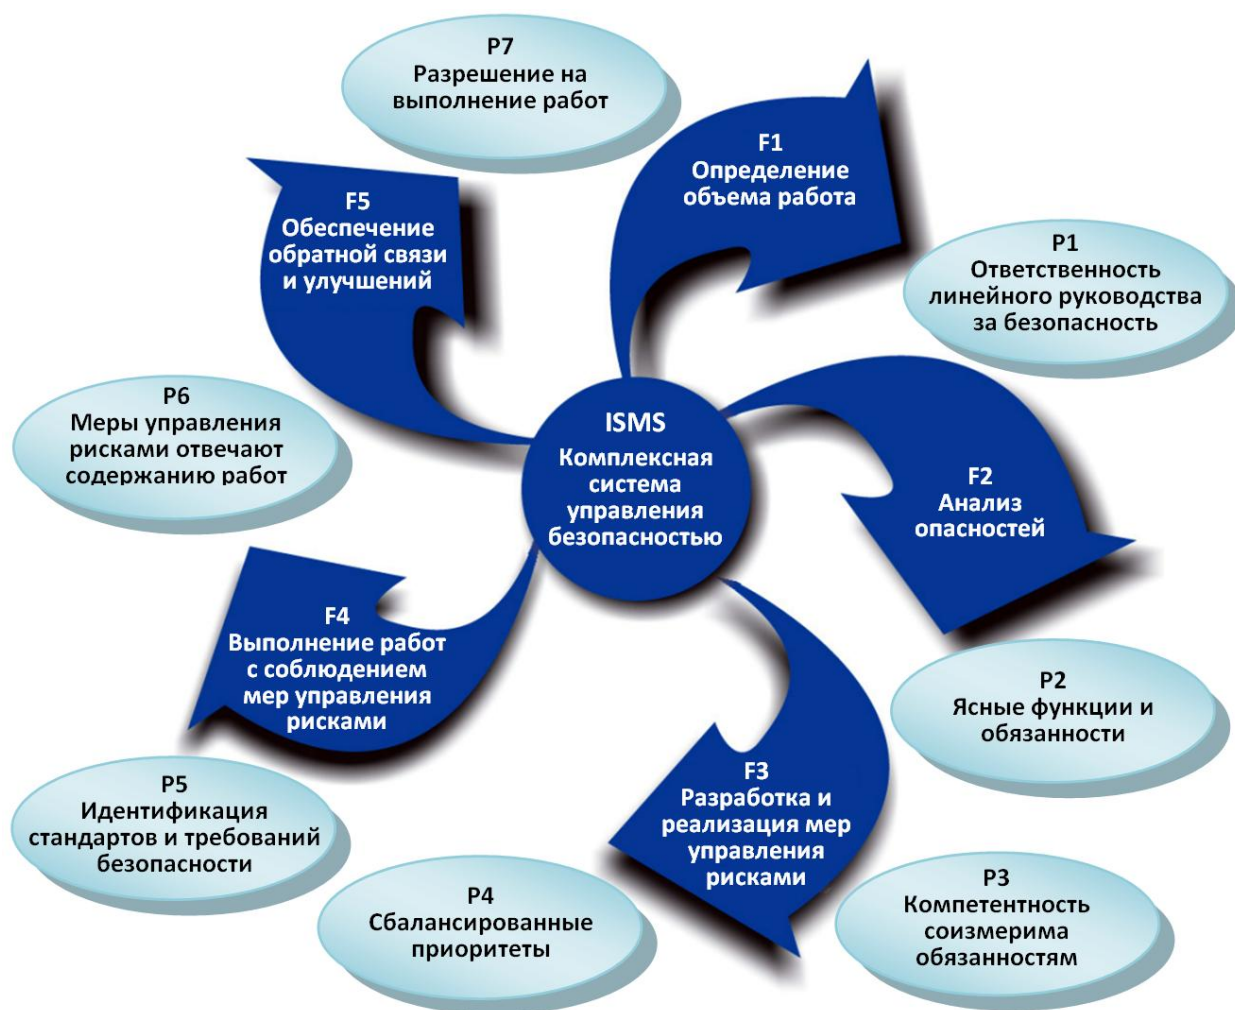 P7
Разрешение на
выполнение работ
F1
Определение
объема работа
F5
Обеспечение
обратной связи
и улучшений
P1
Ответственность
линейного руководства
за безопасность
P6
Меры управления
рисками отвечают
содержанию работ
ISMS
Комплексная
система
управления
безопасностью
F2
Анализ
опасностей
F4
Выполнение работ
с соблюдением
мер управления
рисками
P2
Ясные функции и
обязанности
F3
Разработка и
реализация мер
управления
рисками
P5
Идентификация
стандартов и требований
безопасности
P4
Сбалансированные
приоритеты
P3
Компетентность
соизмерима
обязанностям